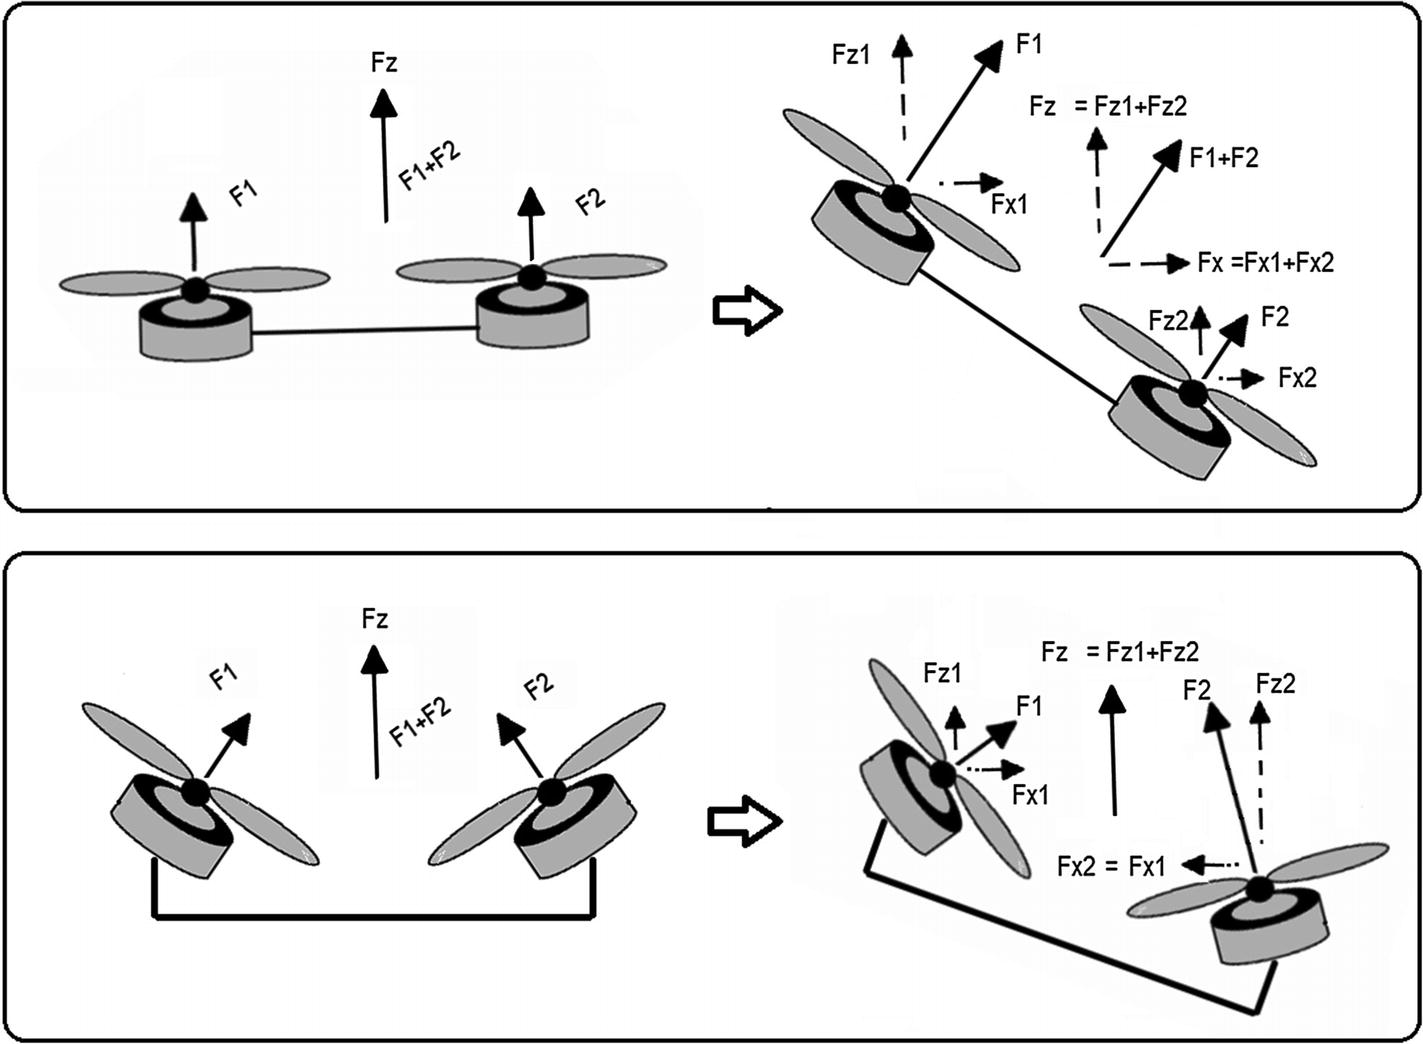 Fz
F1
F1+F2
F2
Fz1
F1
Fz = Fz1+Fz2
F1+F2
Fx1
Fx =Fx1+Fx2
Fz2
F2
Fx2
Fz
F1
F1+F2
F2
Fz = Fz1+Fz2
Fz1
F1
F2
Fz2
Fx1
Fx2 = Fx1